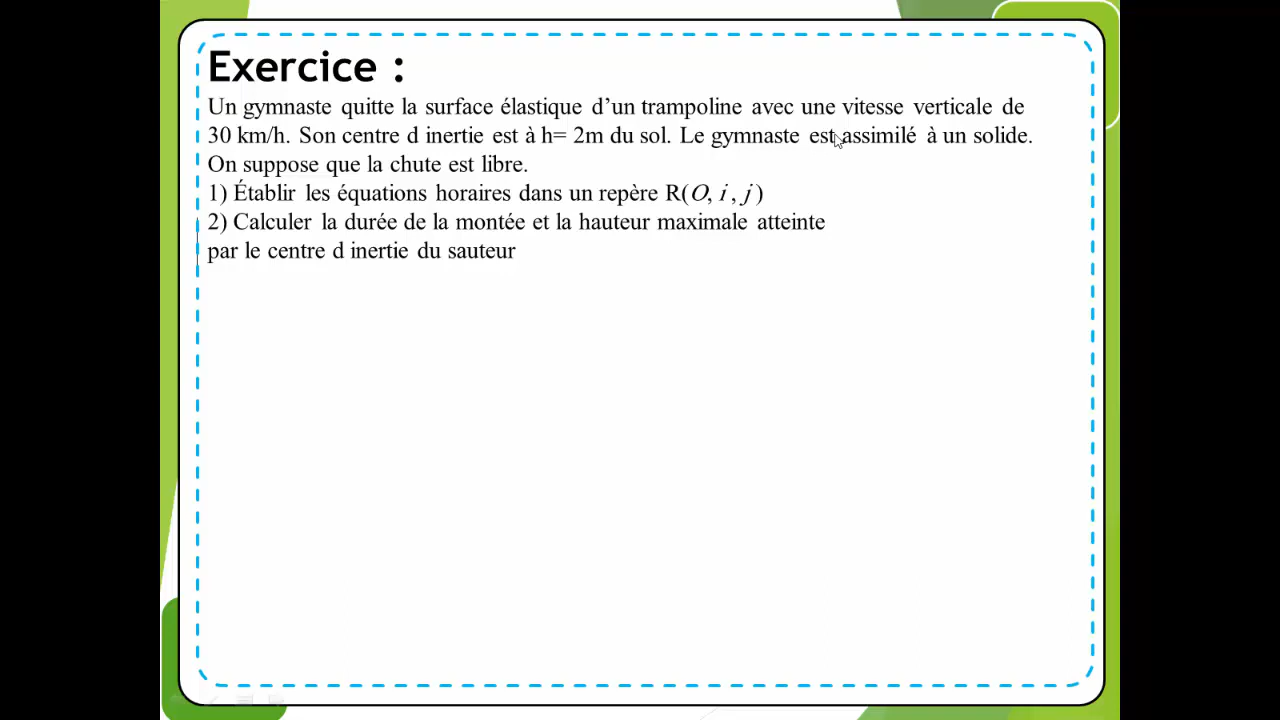 Exercice :
Un gymnaste quitte la surface élastique d’un trampoline avec une vitesse verticale de
30 km/h. Son centre d inertie est à h= 2m du sol. Le gymnaste est assimilé à un solide.
On suppose que la chute est libre.
1) Établir les équations horaires dans un repère R(O, i , j )
2) Calculer la durée de la montée et la hauteur maximale atteinte
par le centre d inertie du sauteur